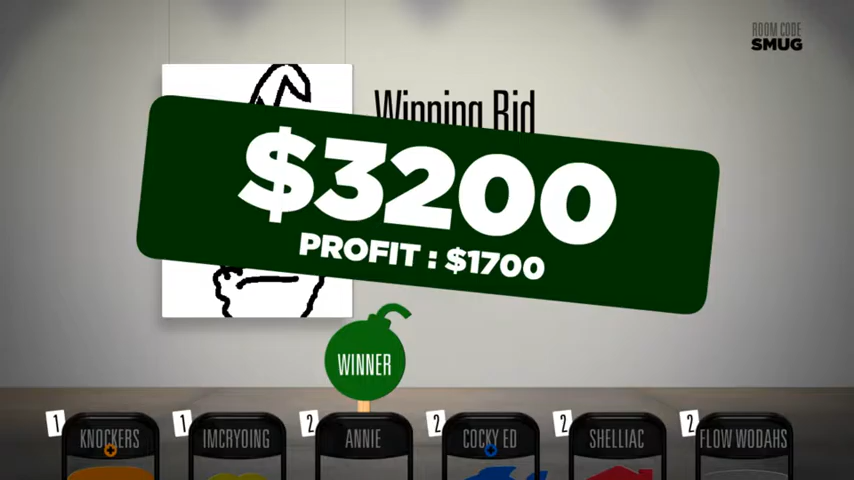 ROOM CODE
SMUG
Winning Bid
$3200
PROFIT : $1700
WINNER
1 KNOCKERS
1 IMCRYOING
2 ANNIE
2 COCKY ED
2 SHELLIAC
2 FLOW WODAHS